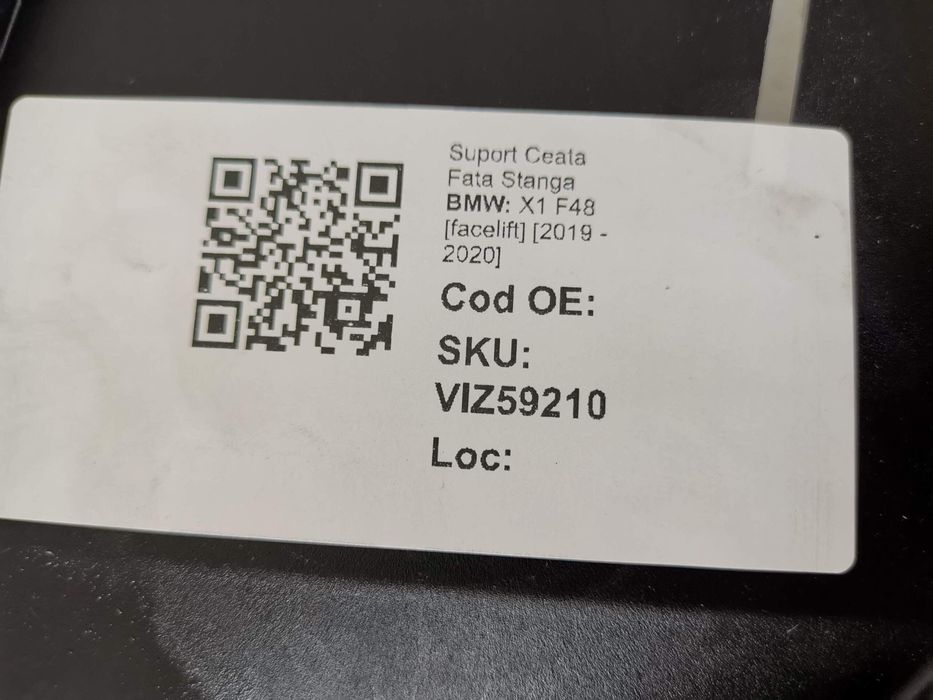 Suport Ceata
Fata Stanga
BMW: X1 F48
[facelift] [2019 -
2020]
Cod OE:
SKU:
VIZ59210
Loc: